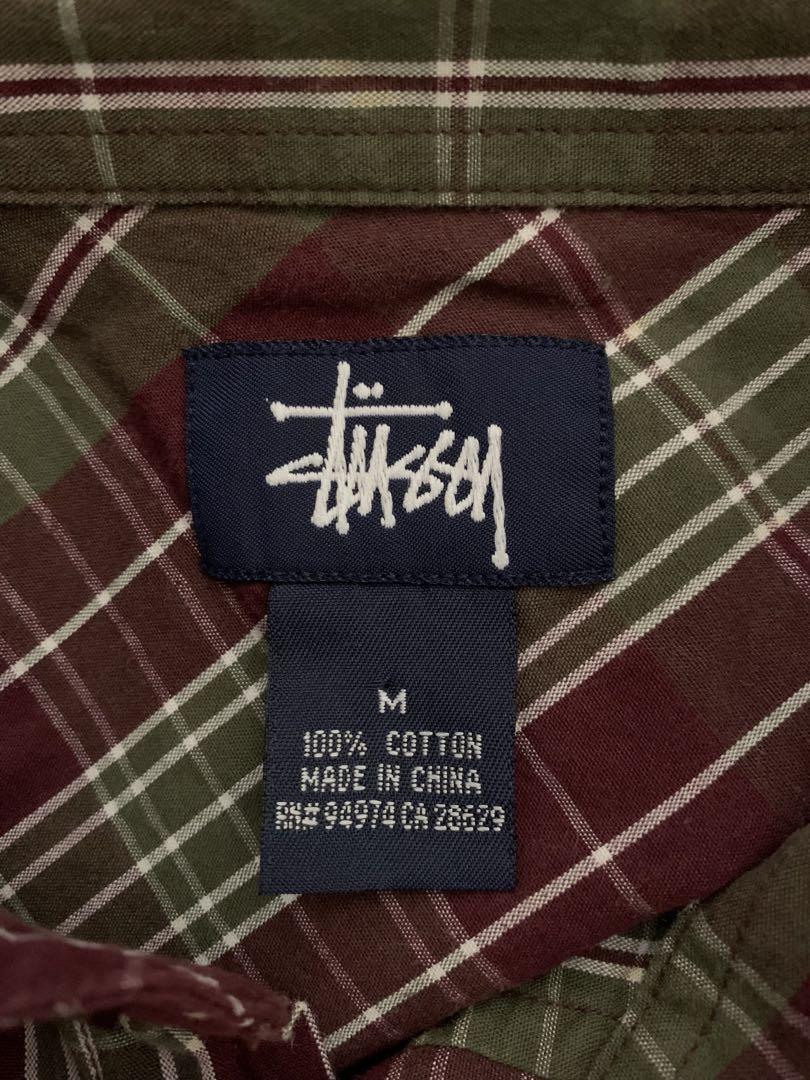 Stüssy
M
100% COTTON
MADE IN CHINA
RN# 94974 CA 28629